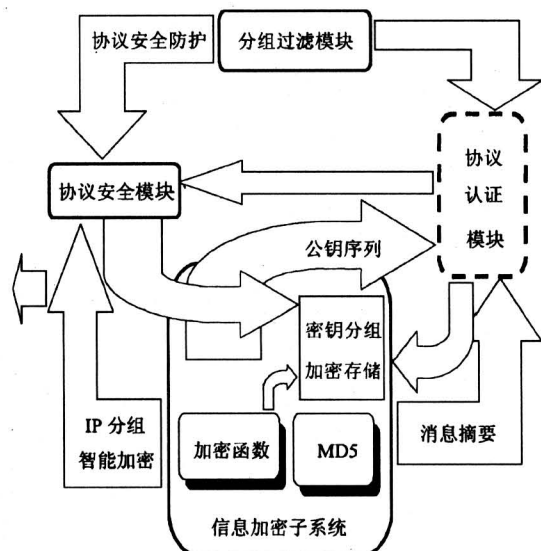 协议安全防护
分组过滤模块
协议
认证
模块
协议安全模块
公钥序列
密钥分组
加密存储
IP 分组
智能加密
加密函数
MD5
消息摘要
信息加密子系统